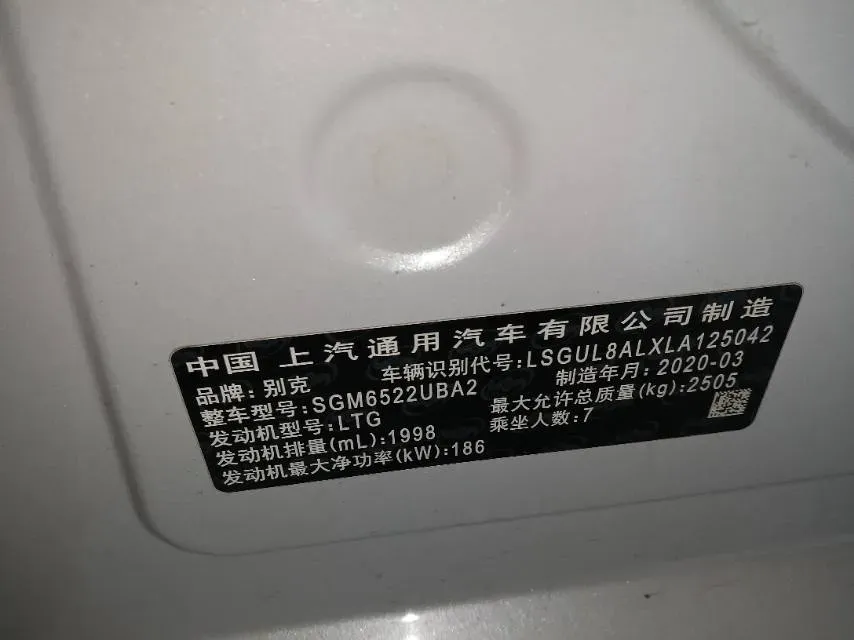 中国 上汽通用汽车有限公司制造
品牌:别克 车辆识别代号:LSGUL8ALXLA125042
整车型号:SGM6522UBA2 制造年月:2020-03
发动机型号:LTG 最大允许总质量(kg):2505
发动机排量(mL):1998 乘坐人数:7
发动机最大净功率(kW):186